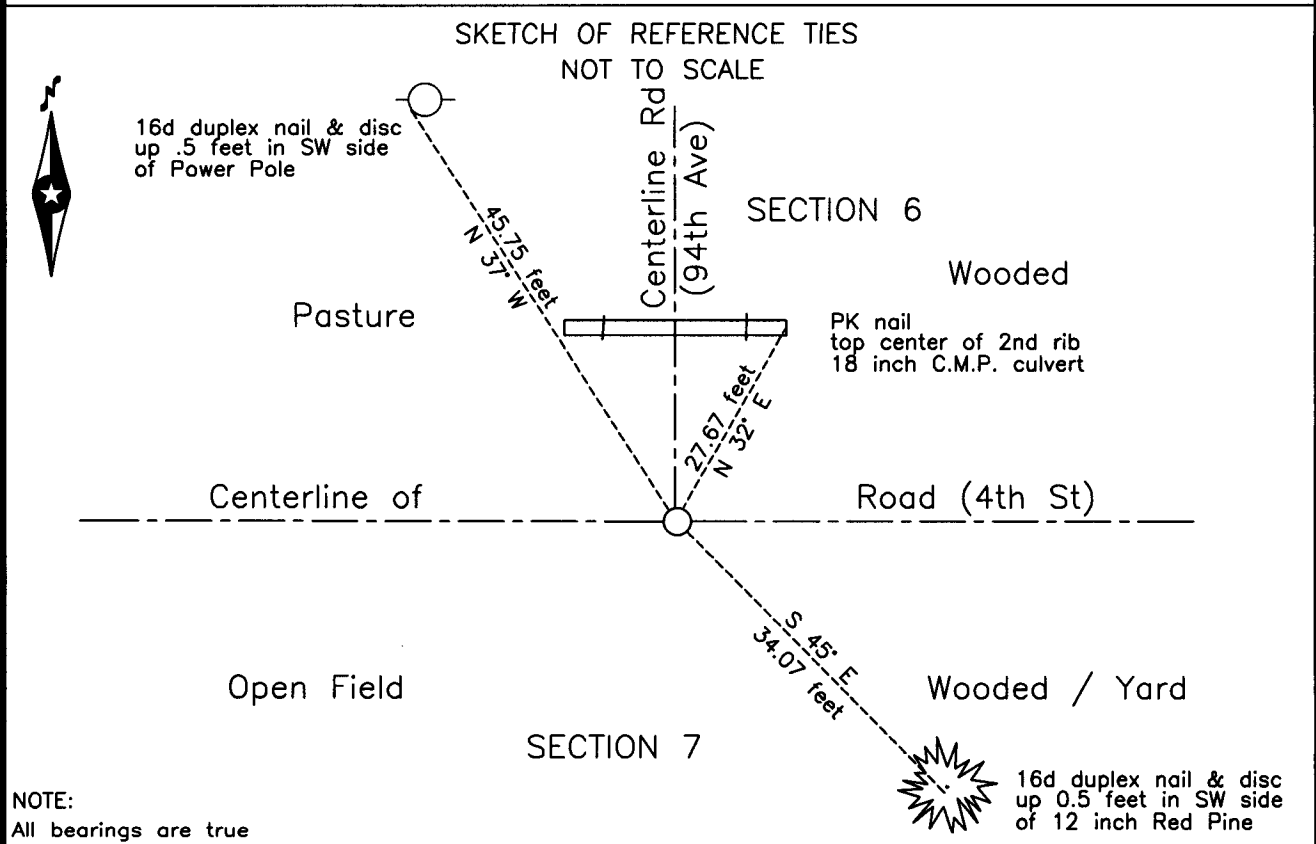 SKETCH OF REFERENCE TIES
NOT TO SCALE
N
16d duplex nail & disc
up .5 feet in SW side
of Power Pole
Centerline Rd
(94th Ave)
SECTION 6
Wooded
45.75 feet
N 37° W
Pasture
PK nail
top center of 2nd rib
18 inch C.M.P. culvert
27.67 feet
N 32° E
Centerline of
Road (4th St)
S 45° E
34.07 feet
Open Field
Wooded / Yard
SECTION 7
16d duplex nail & disc
up 0.5 feet in SW side
of 12 inch Red Pine
NOTE:
All bearings are true